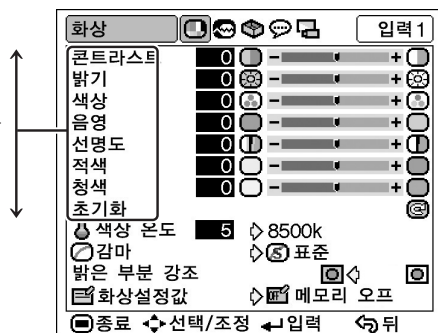 화상 입력 1
콘트라스트 0 - +
밝기 0 - +
색상 0 - +
음영 0 - +
선명도 0 - +
적색 0 - +
청색 0 - +
초기화
색상 온도 5 8500k
감마 S 표준
밝은 부분 강조
화상설정값 OFF 메모리 오프
종료 선택/조정 입력 뒤